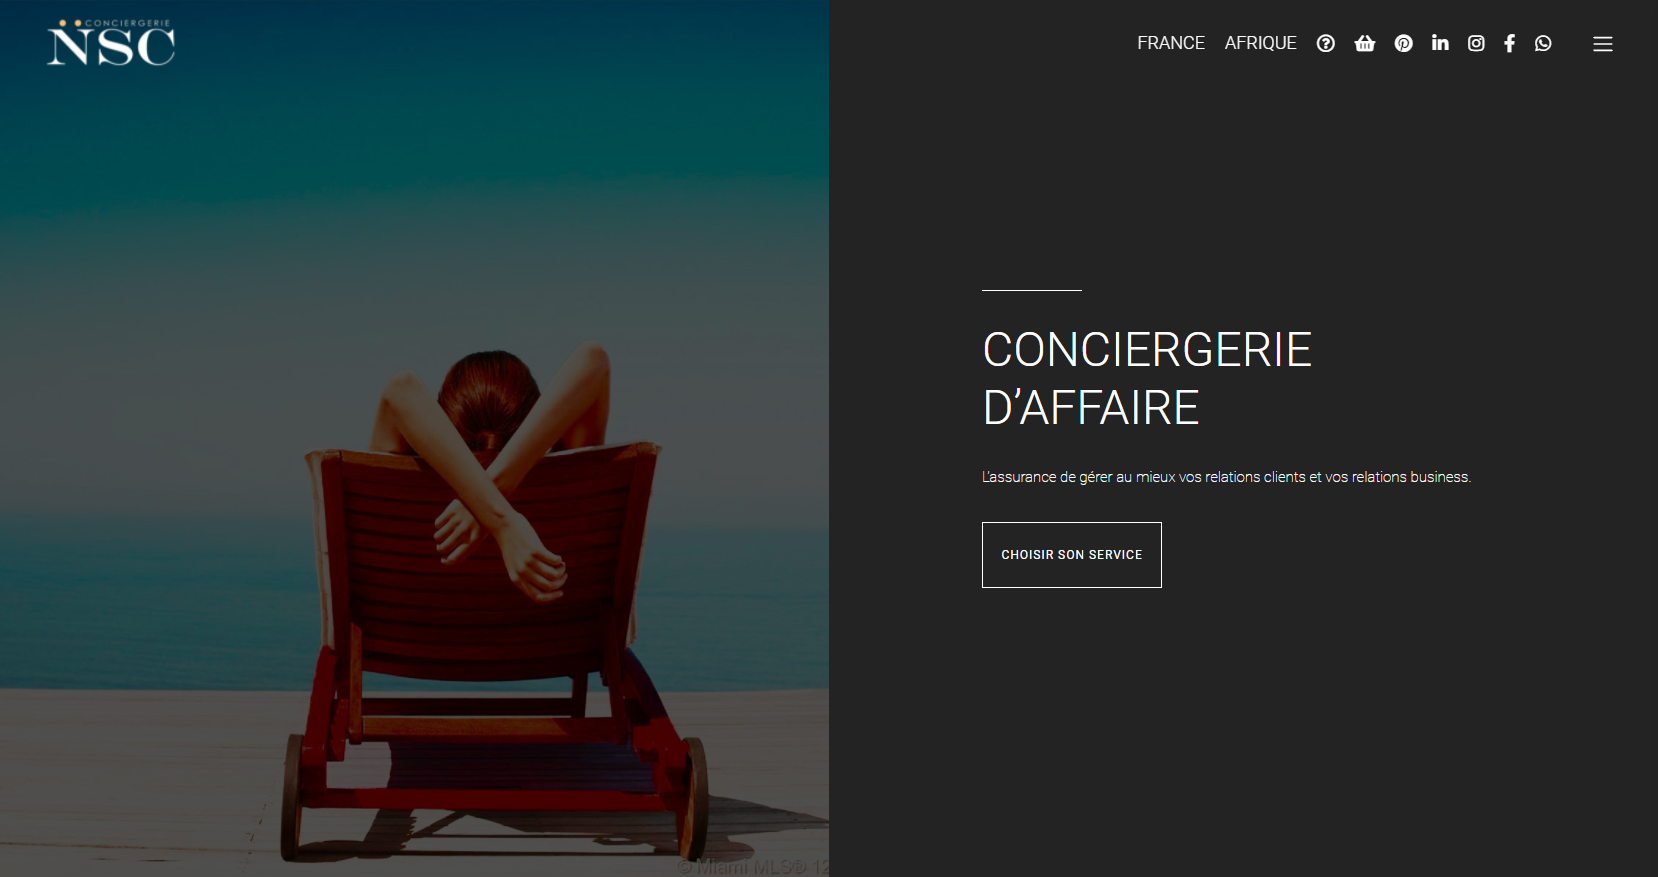 CONCIERGERIE
NSC
FRANCE AFRIQUE
CONCIERGERIE
D’AFFAIRE
L’assurance de gérer au mieux vos relations clients et vos relations business.
CHOISIR SON SERVICE
© Miami MLS® 12